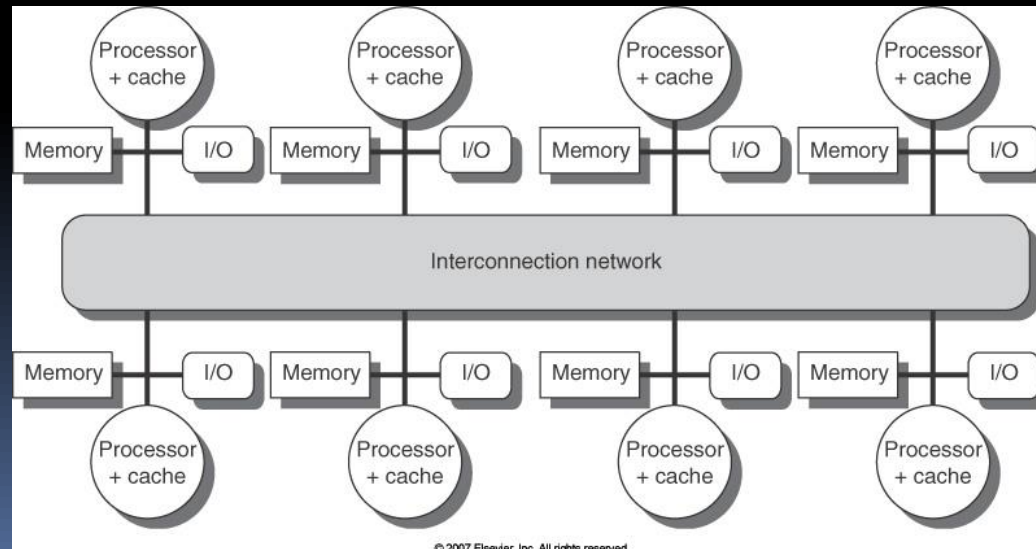 Processor
+ cache
Processor
+ cache
Processor
+ cache
Processor
+ cache
Memory
I/O
Memory
I/O
Memory
I/O
Memory
I/O
Interconnection network
Memory
I/O
Memory
I/O
Memory
I/O
Memory
I/O
Processor
+ cache
Processor
+ cache
Processor
+ cache
Processor
+ cache
© 2007 Elsevier, Inc. All rights reserved.